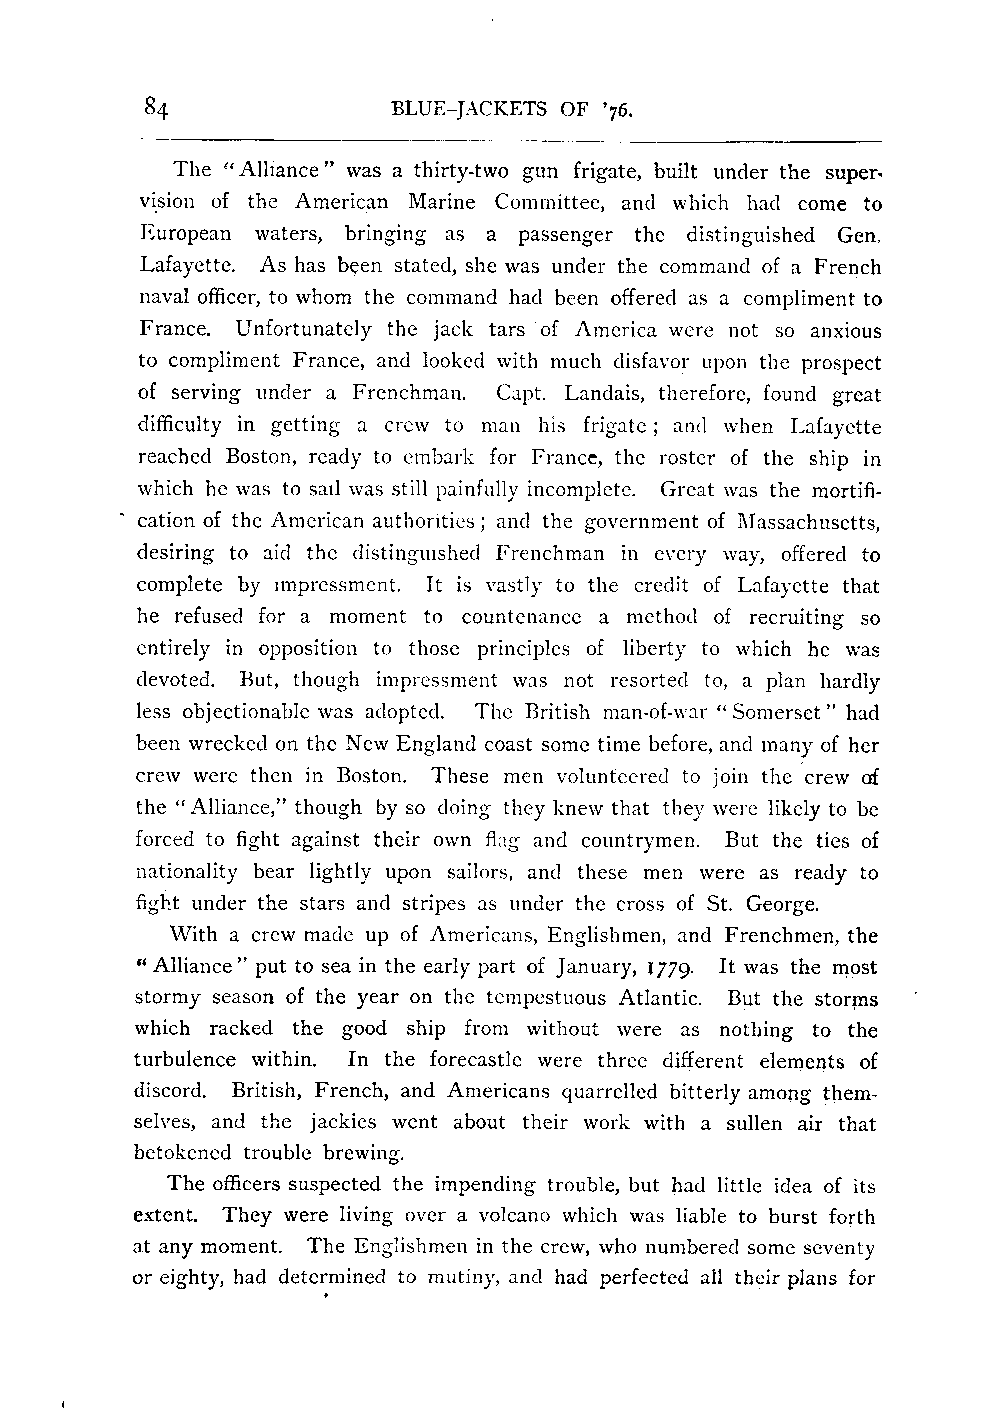 84 BLUE-JACKETS OF '76.
The "Alliance" was a thirty-two gun frigate, built under the super-
vision of the American Marine Committee, and which had come to
European waters, bringing as a passenger the distinguished Gen.
Lafayette. As has been stated, she was under the command of a French
naval officer, to whom the command had been offered as a compliment to
France. Unfortunately the jack tars of America were not so anxious
to compliment France, and looked with much disfavor upon the prospect
of serving under a Frenchman. Capt. Landais, therefore, found great
difficulty in getting a crew to man his frigate; and when Lafayette
reached Boston, ready to embark for France, the roster of the ship in
which he was to sail was still painfully incomplete. Great was the mortifi-
cation of the American authorities; and the government of Massachusetts,
desiring to aid the distinguished Frenchman in every way, offered to
complete by impressment. It is vastly to the credit of Lafayette that
he refused for a moment to countenance a method of recruiting so
entirely in opposition to those principles of liberty to which he was
devoted. But, though impressment was not resorted to, a plan hardly
less objectionable was adopted. The British man-of-war "Somerset" had
been wrecked on the New England coast some time before, and many of her
crew were then in Boston. These men volunteered to join the crew of
the "Alliance," though by so doing they knew that they were likely to be
forced to fight against their own flag and countrymen. But the ties of
nationality bear lightly upon sailors, and these men were as ready to
fight under the stars and stripes as under the cross of St. George.
With a crew made up of Americans, Englishmen, and Frenchmen, the
"Alliance" put to sea in the early part of January, 1779. It was the most
stormy season of the year on the tempestuous Atlantic. But the storms
which racked the good ship from without were as nothing to the
turbulence within. In the forecastle were three different elements of
discord. British, French, and Americans quarrelled bitterly among them-
selves, and the jackies went about their work with a sullen air that
betokened trouble brewing.
The officers suspected the impending trouble, but had little idea of its
extent. They were living over a volcano which was liable to burst forth
at any moment. The Englishmen in the crew, who numbered some seventy
or eighty, had determined to mutiny, and had perfected all their plans for